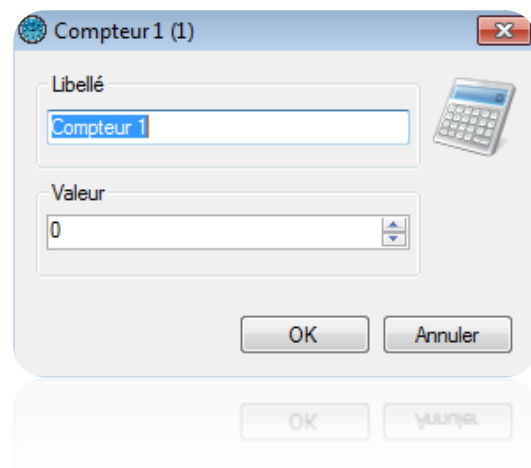 Compteur 1 (1)
Libellé
Compteur 1
Valeur
0
OK
Annuler